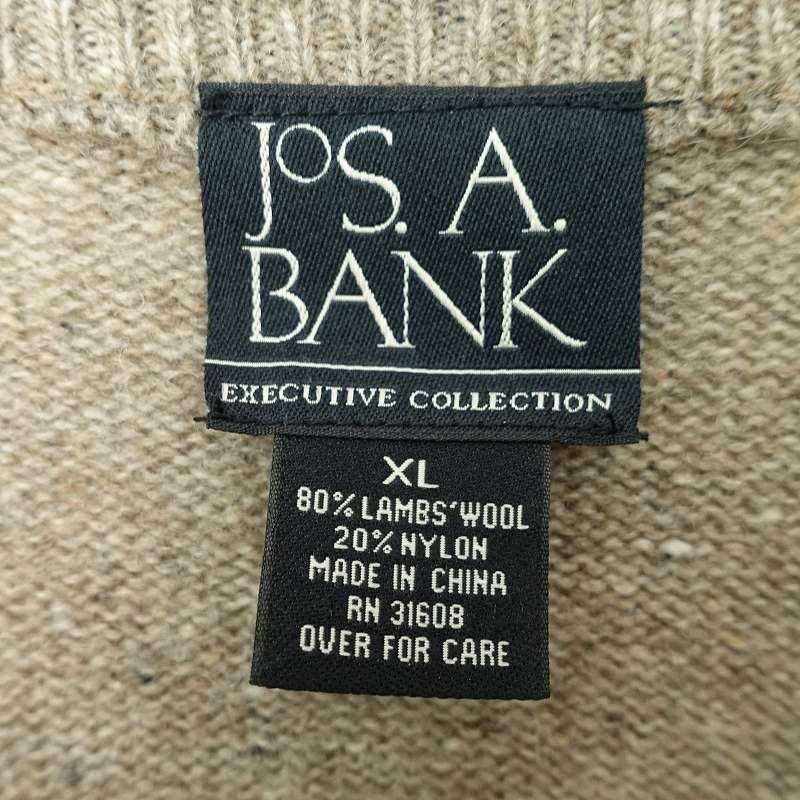 JOS. A.
BANK
EXECUTIVE COLLECTION
XL
80% LAMBS' WOOL
20% NYLON
MADE IN CHINA
RN 31608
OVER FOR CARE